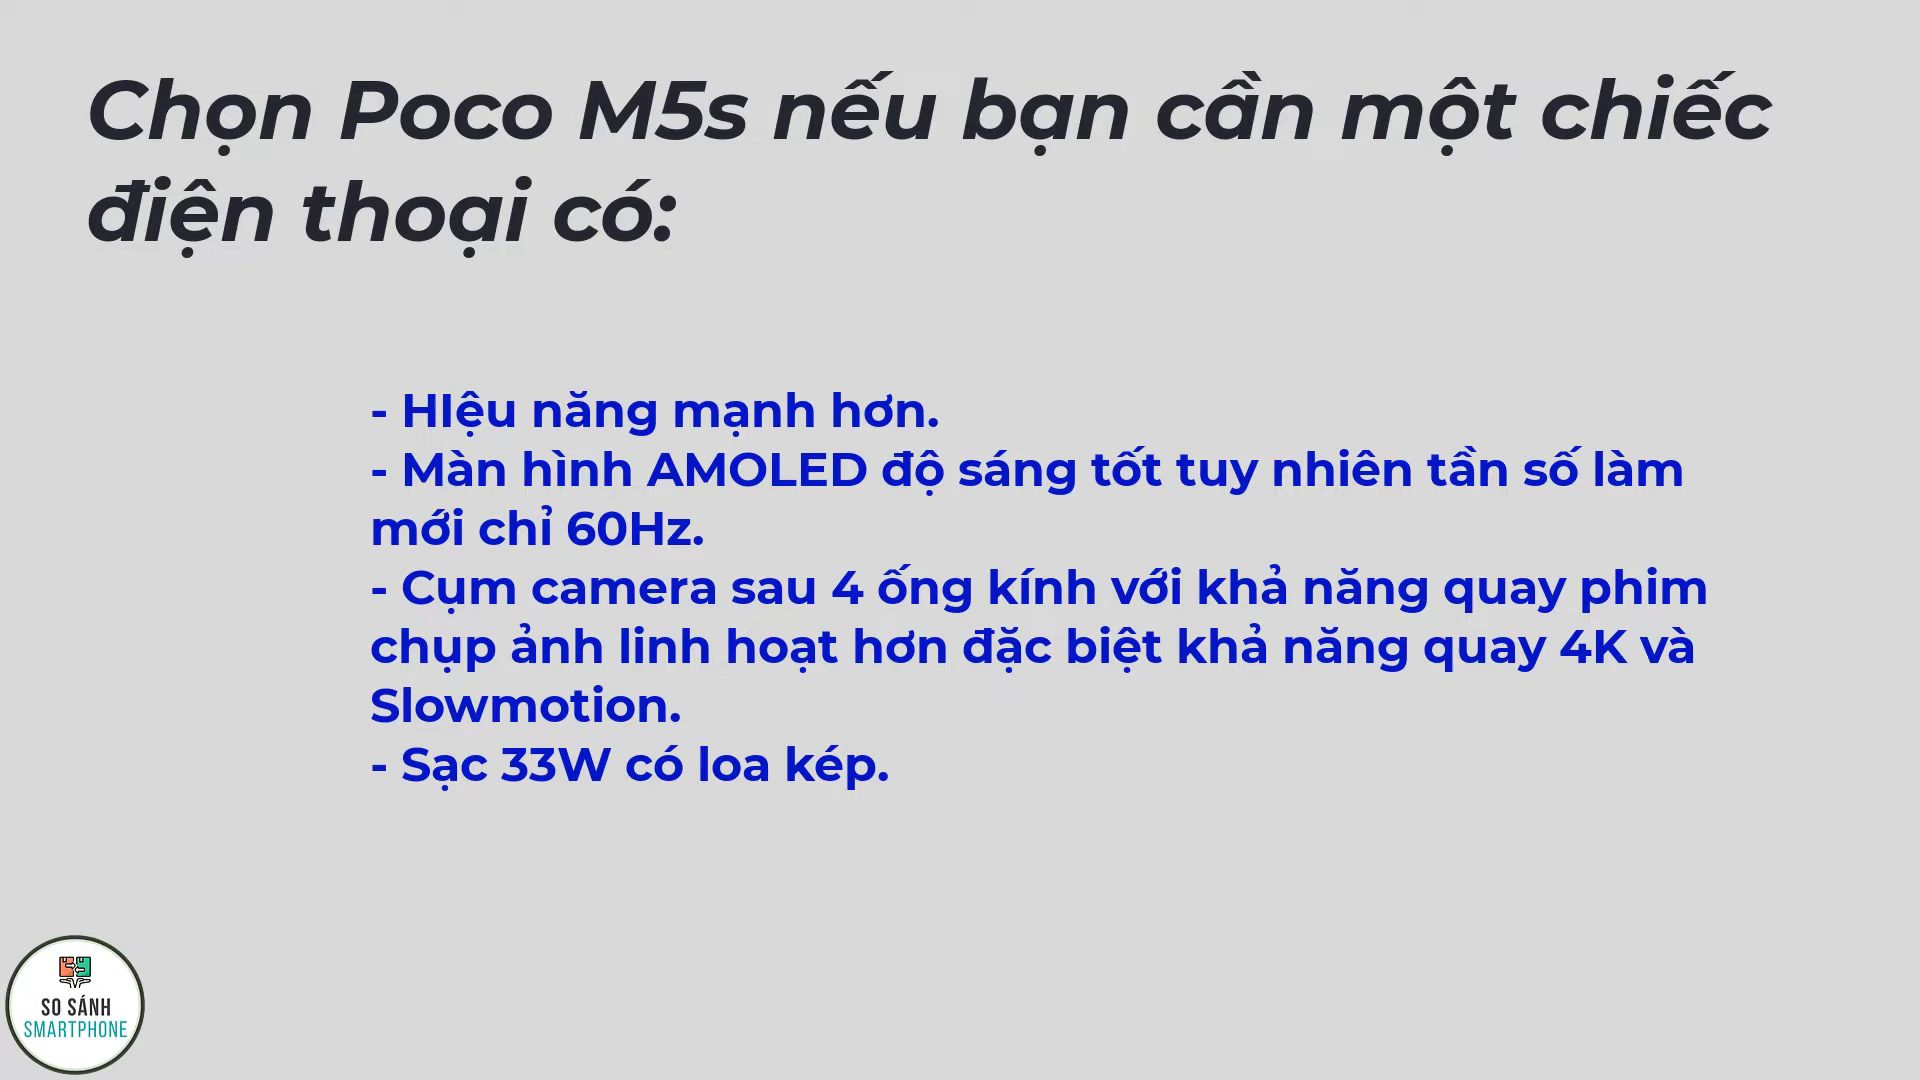 Chọn Poco M5s nếu bạn cần một chiếc
điện thoại có:
- HIệu năng mạnh hơn.
- Màn hình AMOLED độ sáng tốt tuy nhiên tần số làm
mới chỉ 60Hz.
- Cụm camera sau 4 ống kính với khả năng quay phim
chụp ảnh linh hoạt hơn đặc biệt khả năng quay 4K và
Slowmotion.
- Sạc 33W có loa kép.
SO SÁNH
SMARTPHONE